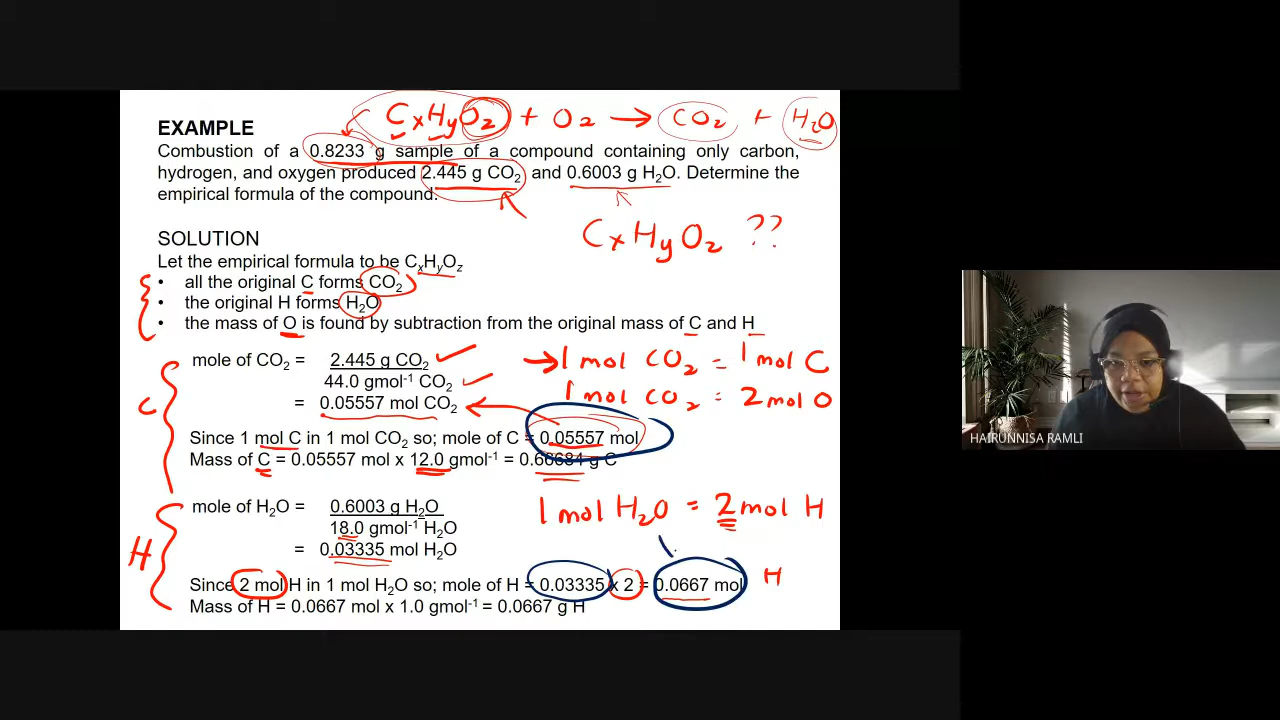 CxHyO2 + O2 → CO2 + H2O
EXAMPLE
Combustion of a 0.8233 g sample of a compound containing only carbon,
hydrogen, and oxygen produced 2.445 g CO₂ and 0.6003 g H₂O. Determine the
empirical formula of the compound.
CxHyO2 ??
SOLUTION
Let the empirical formula to be CₓHᵧO_z
• all the original C forms CO₂
• the original H forms H₂O
• the mass of O is found by subtraction from the original mass of C and H
C
mole of CO₂ = 2.445 g CO₂
44.0 gmol⁻¹ CO₂
= 0.05557 mol CO₂
→ 1 mol CO2 = 1 mol C
1 mol CO2 = 2 mol O
Since 1 mol C in 1 mol CO₂ so; mole of C = 0.05557 mol
Mass of C = 0.05557 mol x 12.0 gmol⁻¹ = 0.66684 g C
H
mole of H₂O = 0.6003 g H₂O
18.0 gmol⁻¹ H₂O
= 0.03335 mol H₂O
1 mol H2O = 2 mol H
Since 2 mol H in 1 mol H₂O so; mole of H = 0.03335 x 2 = 0.0667 mol H
Mass of H = 0.0667 mol x 1.0 gmol⁻¹ = 0.0667 g H
HAIRUNNISA RAMLI